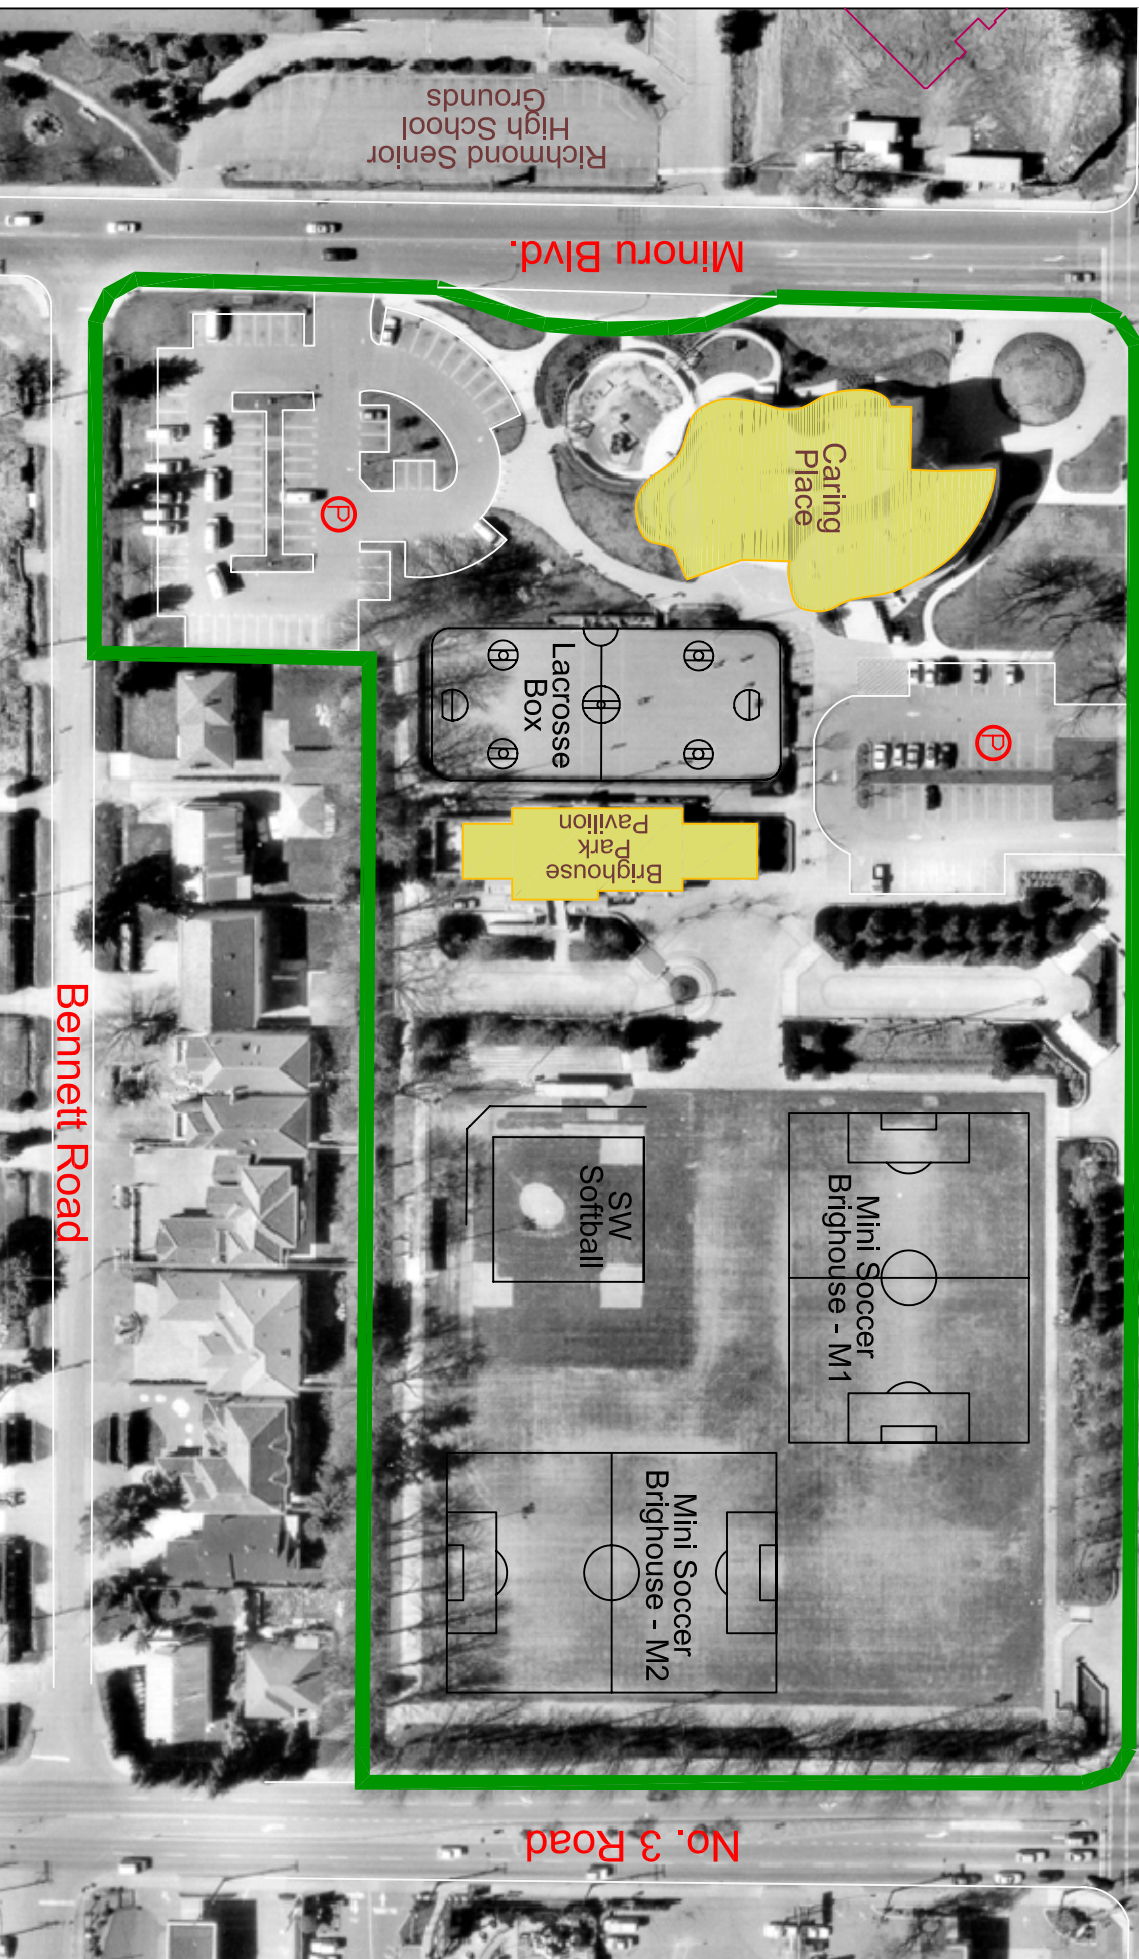 Richmond Senior
High School
Grounds
Minoru Blvd.
Caring
Place
P
Lacrosse
Box
P
Brighouse
Park
Pavilion
Bennett Road
SW
Softball
Mini Soccer
Brighouse - M1
Mini Soccer
Brighouse - M2
No. 3 Road